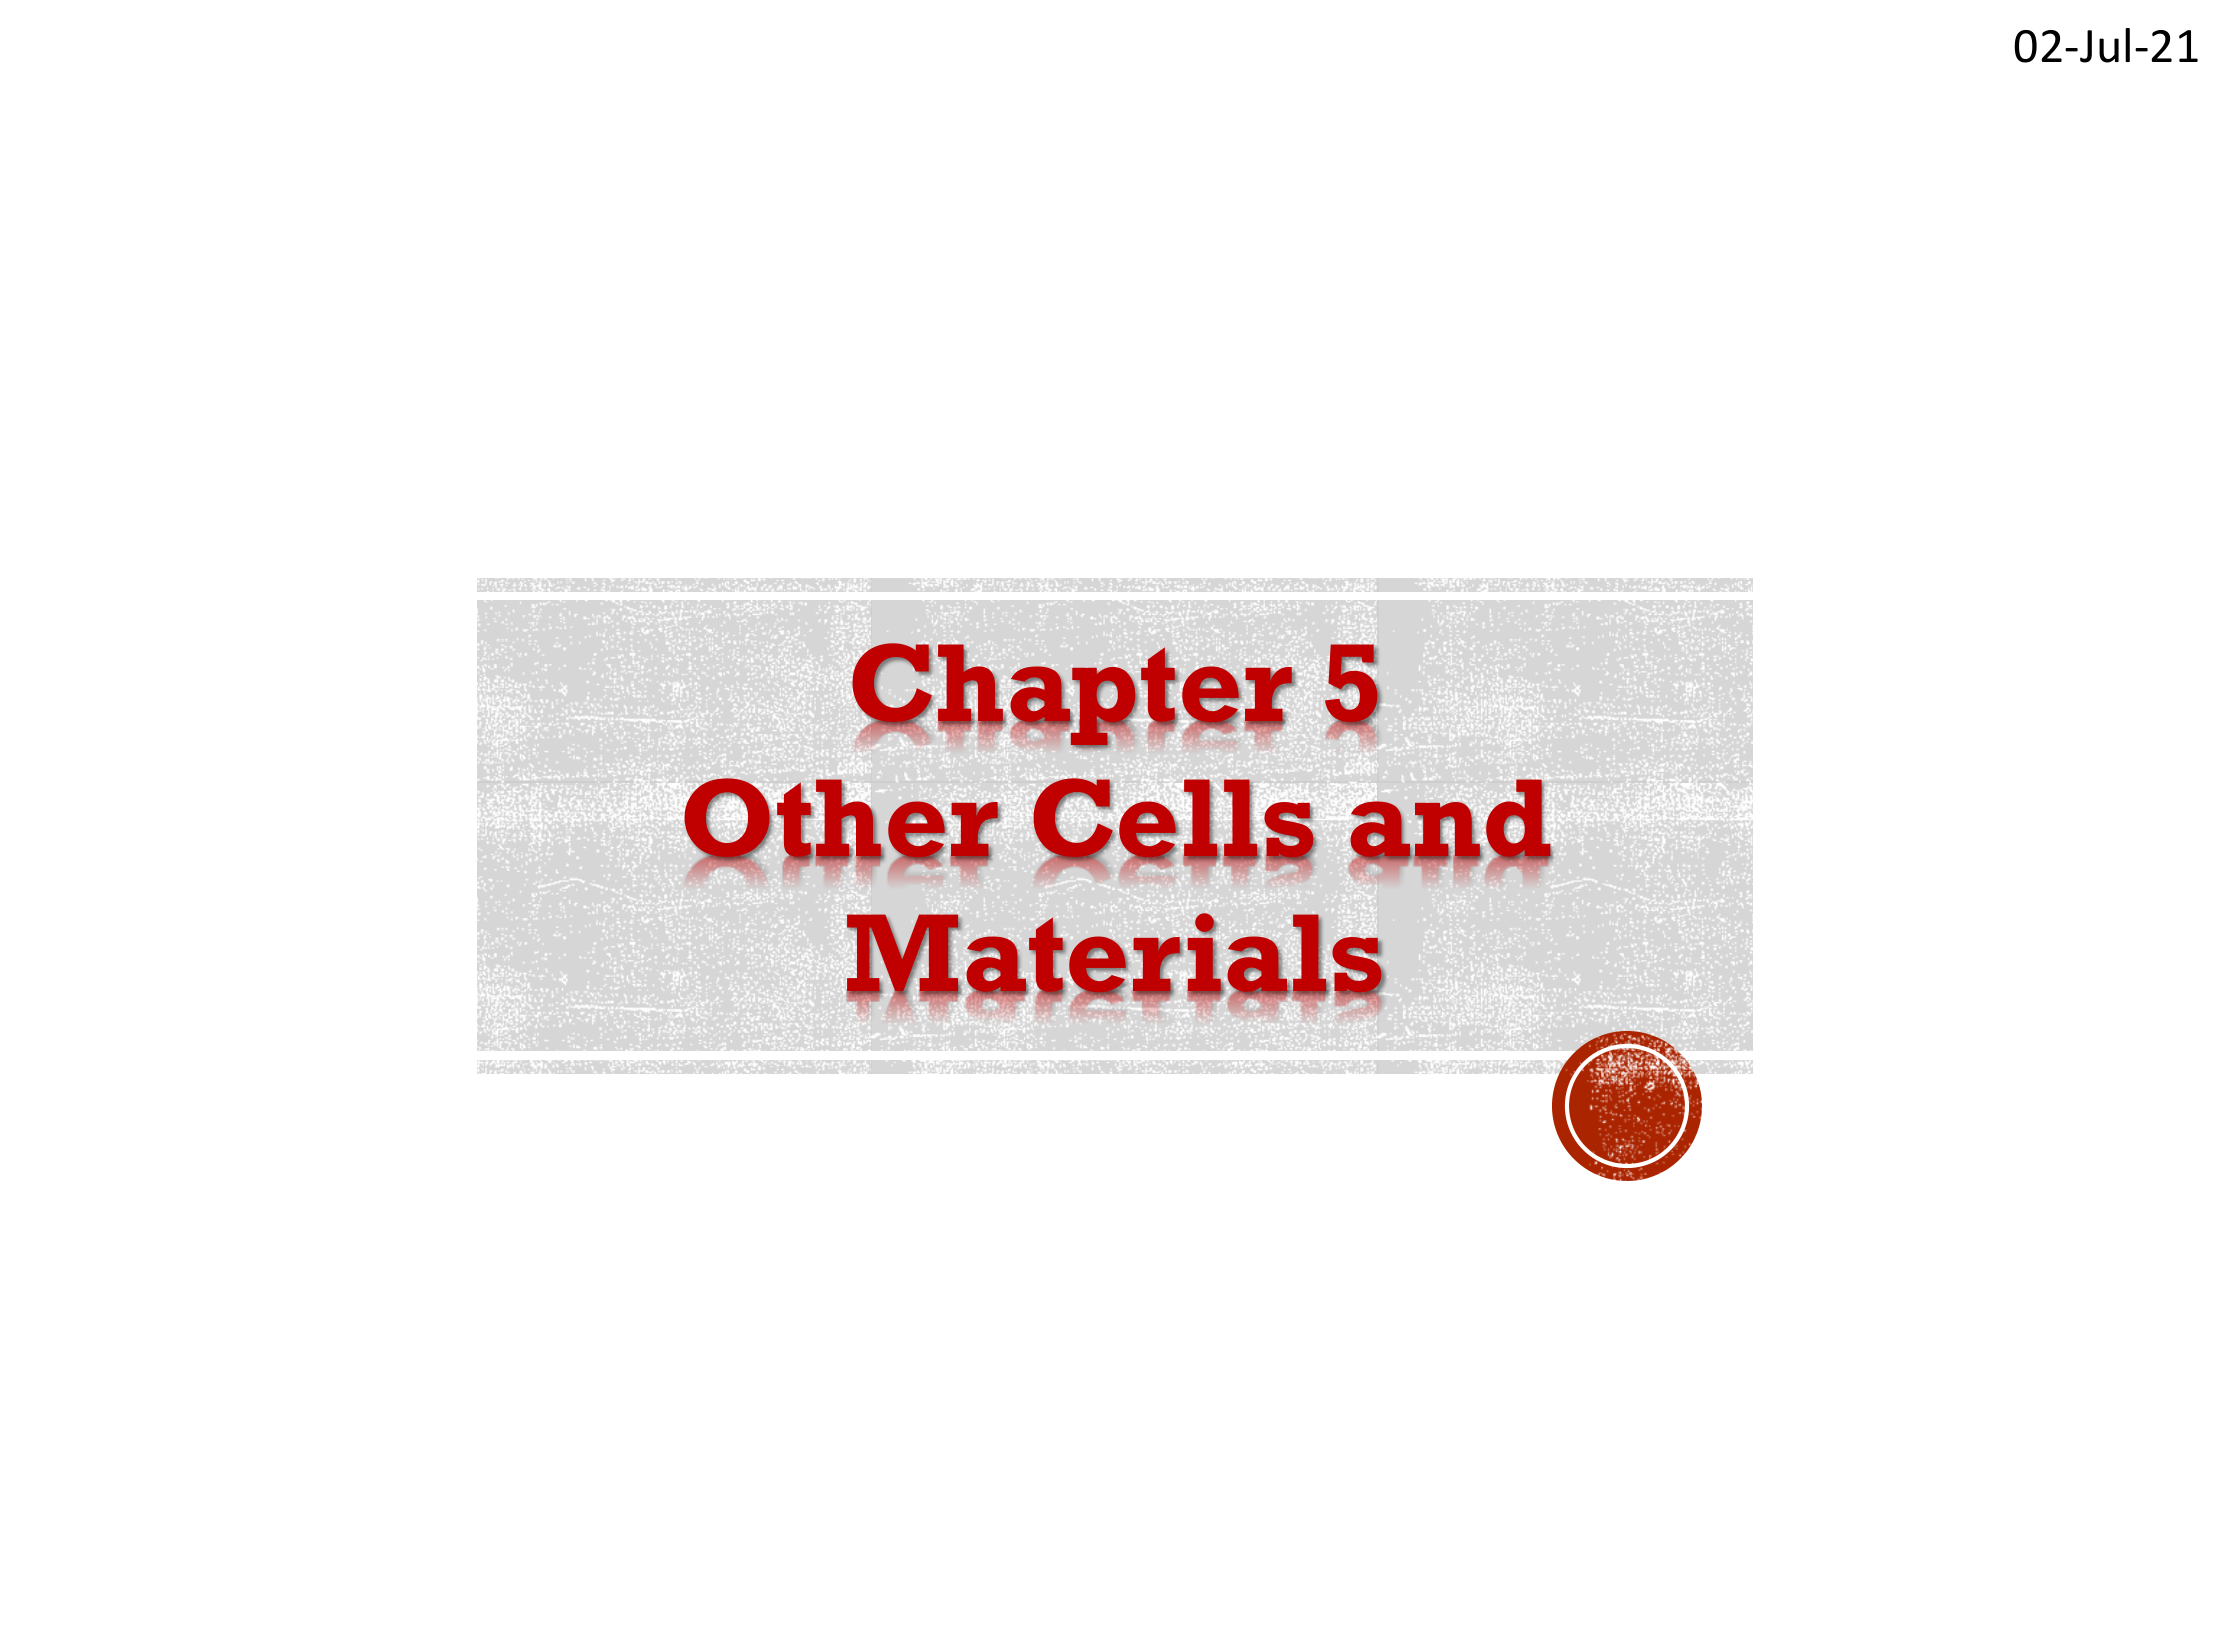 02-Jul-21
Chapter 5
Other Cells and
Materials